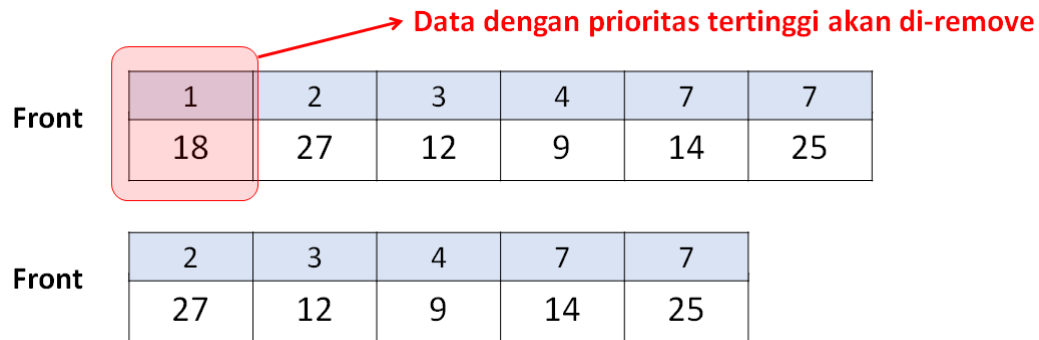 Data dengan prioritas tertinggi akan di-remove
Front
1 2 3 4 7 7
18 27 12 9 14 25
Front
2 3 4 7 7
27 12 9 14 25